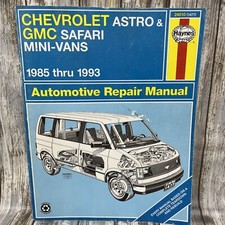 CHEVROLET ASTRO &
GMC SAFARI
MINI-VANS
1985 thru 1993
Haynes
Automotive Repair Manual